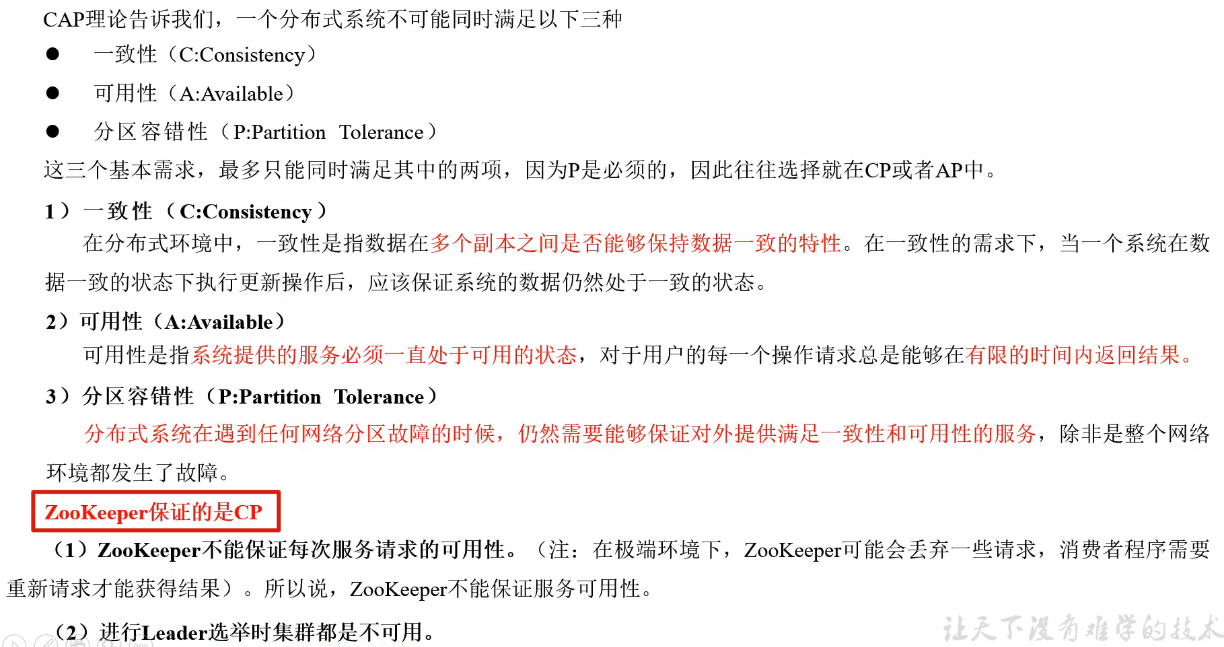 CAP理论告诉我们，一个分布式系统不可能同时满足以下三种
● 一致性（C:Consistency）
● 可用性（A:Available）
● 分区容错性（P:Partition Tolerance）
这三个基本需求，最多只能同时满足其中的两项，因为P是必须的，因此往往选择就在CP或者AP中。
1）一致性（C:Consistency）
在分布式环境中，一致性是指数据在多个副本之间是否能够保持数据一致的特性。在一致性的需求下，当一个系统在数
据一致的状态下执行更新操作后，应该保证系统的数据仍然处于一致的状态。
2）可用性（A:Available）
可用性是指系统提供的服务必须一直处于可用的状态，对于用户的每一个操作请求总是能够在有限的时间内返回结果。
3）分区容错性（P:Partition Tolerance）
分布式系统在遇到任何网络分区故障的时候，仍然需要能够保证对外提供满足一致性和可用性的服务，除非是整个网络
环境都发生了故障。
ZooKeeper保证的是CP
（1）ZooKeeper不能保证每次服务请求的可用性。（注：在极端环境下，ZooKeeper可能会丢弃一些请求，消费者程序需要
重新请求才能获得结果）。所以说，ZooKeeper不能保证服务可用性。
（2）进行Leader选举时集群都是不可用。
让天下没有难学的技术